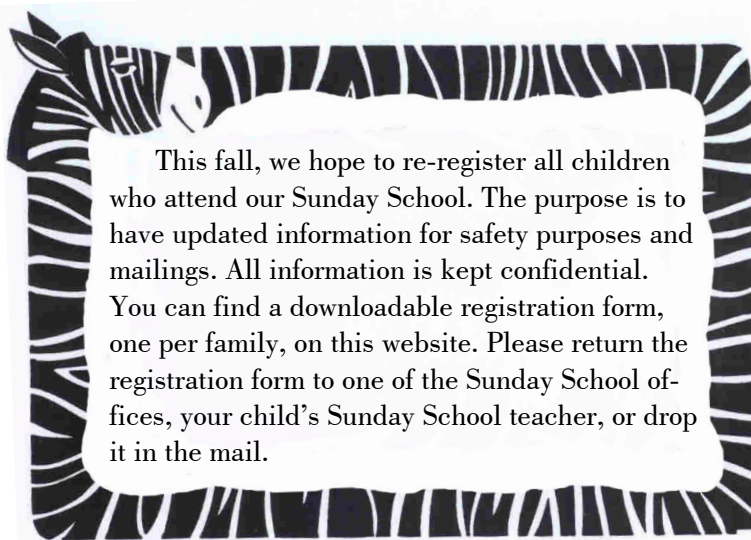 This fall, we hope to re-register all children
who attend our Sunday School. The purpose is to
have updated information for safety purposes and
mailings. All information is kept confidential.
You can find a downloadable registration form,
one per family, on this website. Please return the
registration form to one of the Sunday School of-
fices, your child’s Sunday School teacher, or drop
it in the mail.